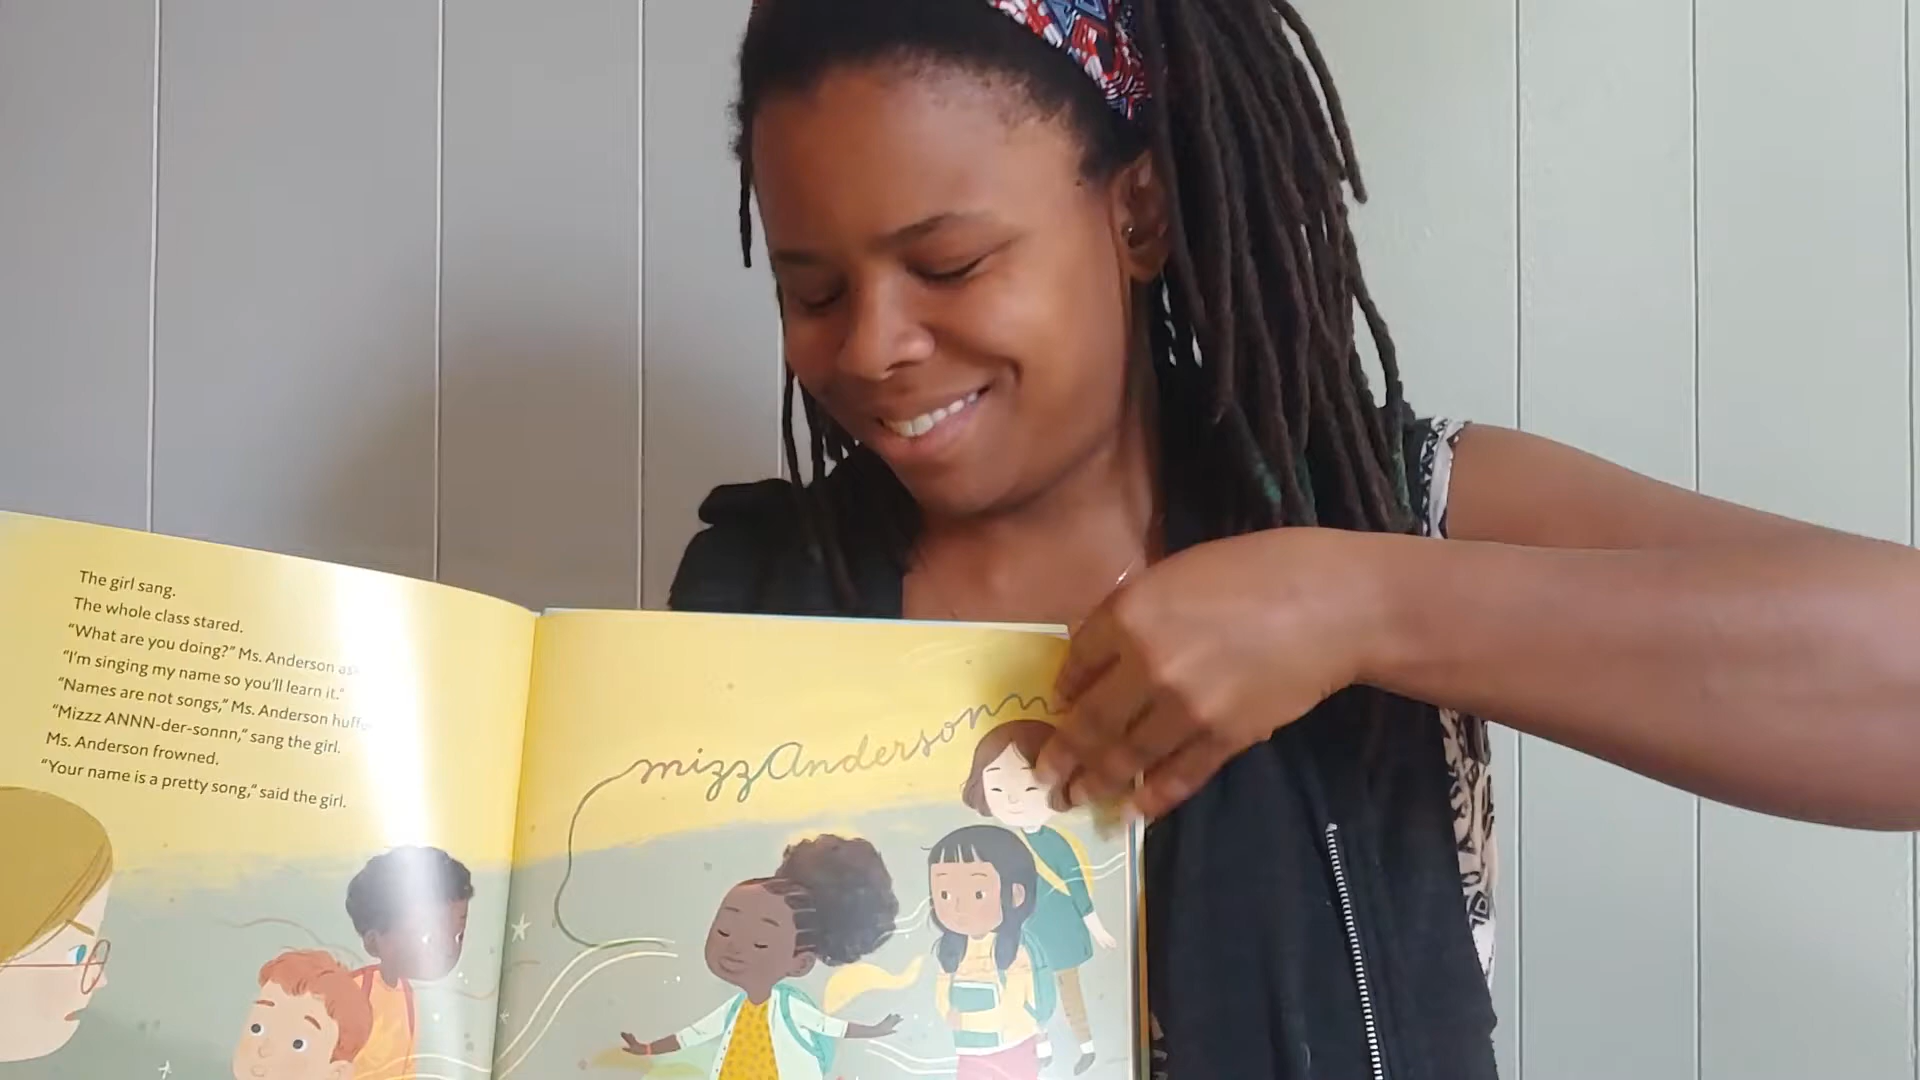 The girl sang.
The whole class stared.
"What are you doing?" Ms. Anderson
"I'm singing my name so you'll learn it."
"Names are not songs," Ms. Anderson
"Mizzz ANNN-der-sonnn," sang the girl.
Ms. Anderson frowned.
"Your name is a pretty song," said the girl.
mizzAndersonn